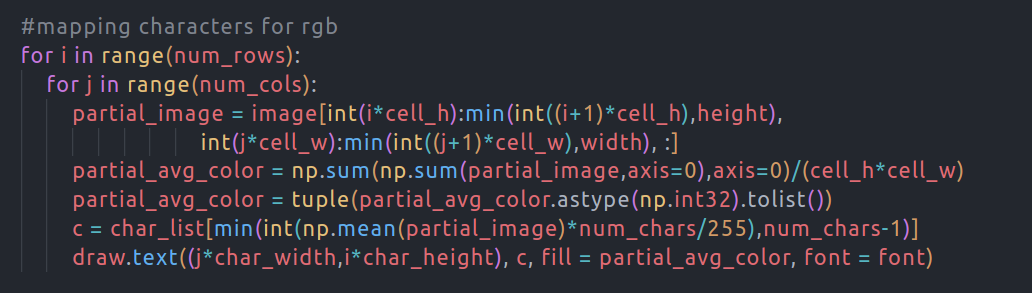 #mapping characters for rgb
for i in range(num_rows):
    for j in range(num_cols):
        partial_image = image[int(i*cell_h):min(int((i+1)*cell_h),height),
                              int(j*cell_w):min(int((j+1)*cell_w),width), :]
        partial_avg_color = np.sum(np.sum(partial_image,axis=0),axis=0)/(cell_h*cell_w)
        partial_avg_color = tuple(partial_avg_color.astype(np.int32).tolist())
        c = char_list[min(int(np.mean(partial_image)*num_chars/255),num_chars-1)]
        draw.text((j*char_width,i*char_height), c, fill = partial_avg_color, font = font)